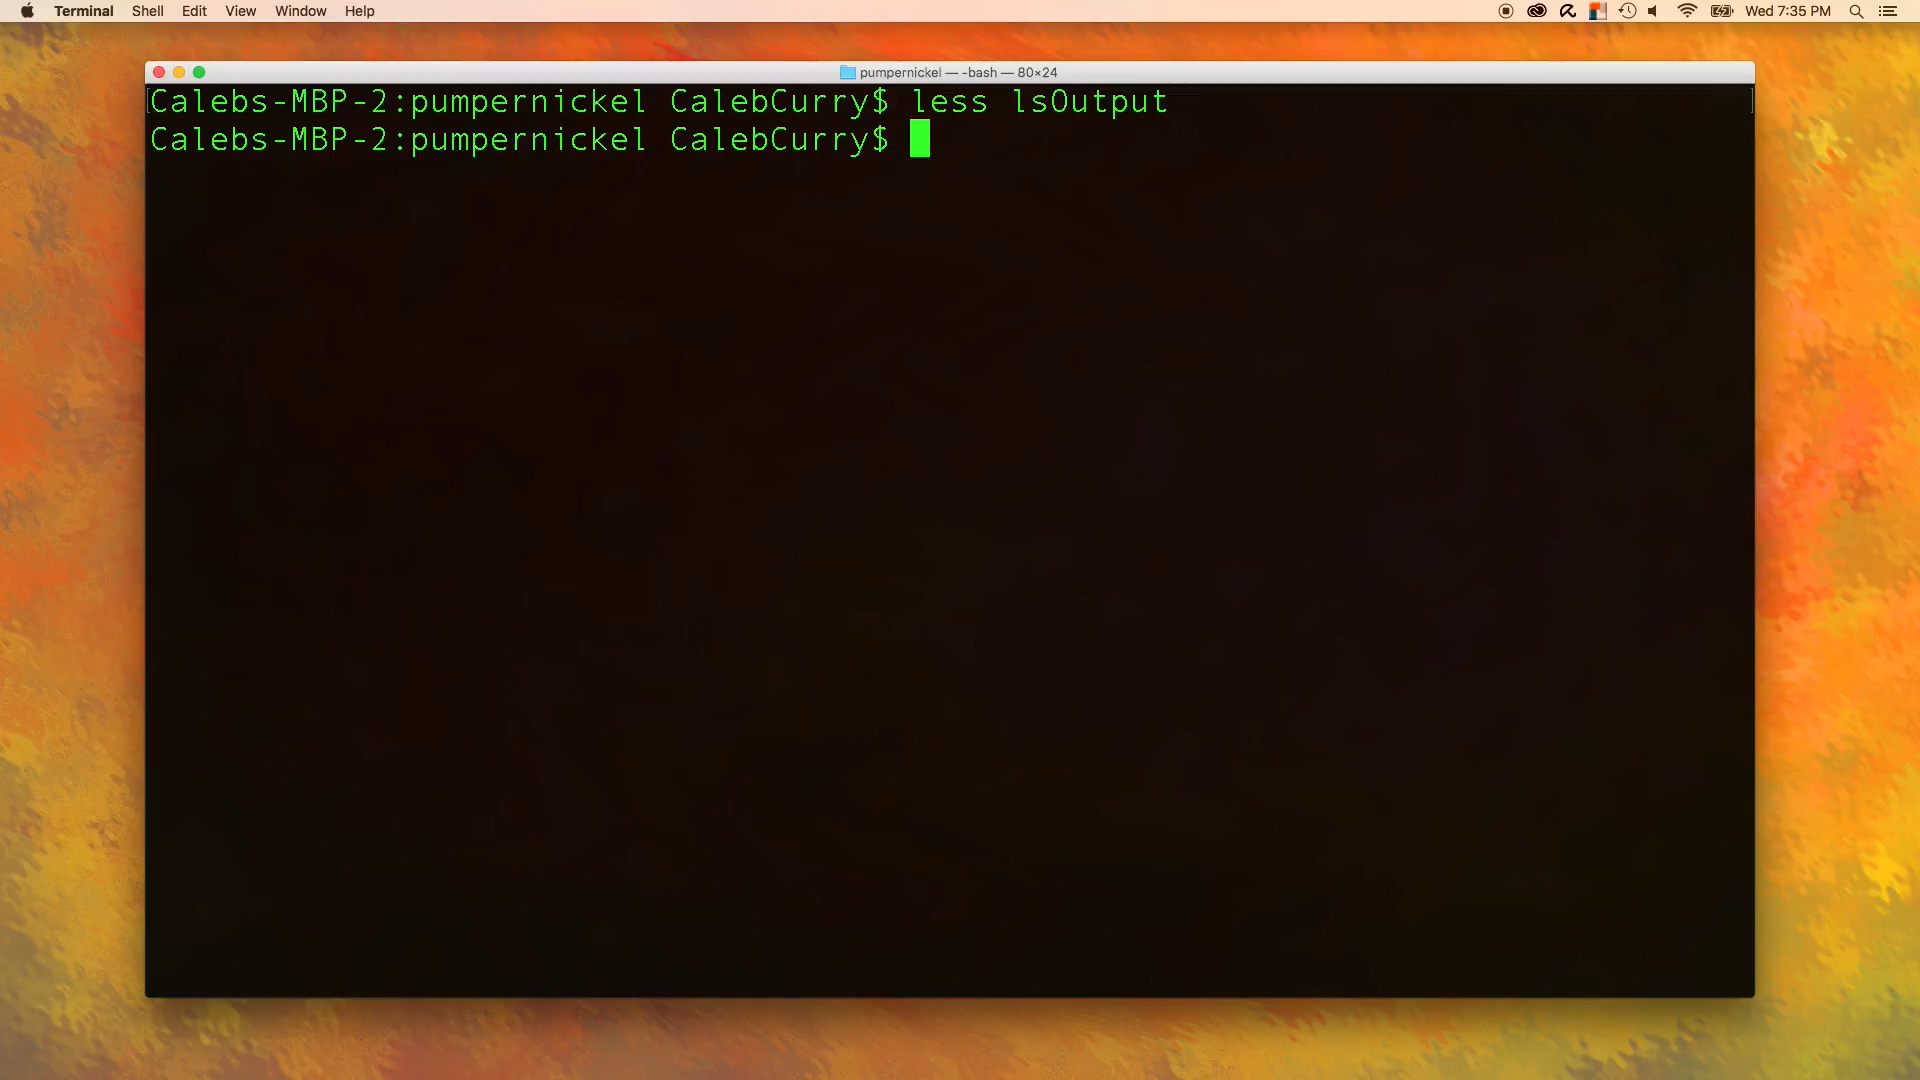 Terminal Shell Edit View Window Help Wed 7:35 PM
pumpernickel — -bash — 80×24
Calebs-MBP-2:pumpernickel CalebCurry$ less lsOutput
Calebs-MBP-2:pumpernickel CalebCurry$